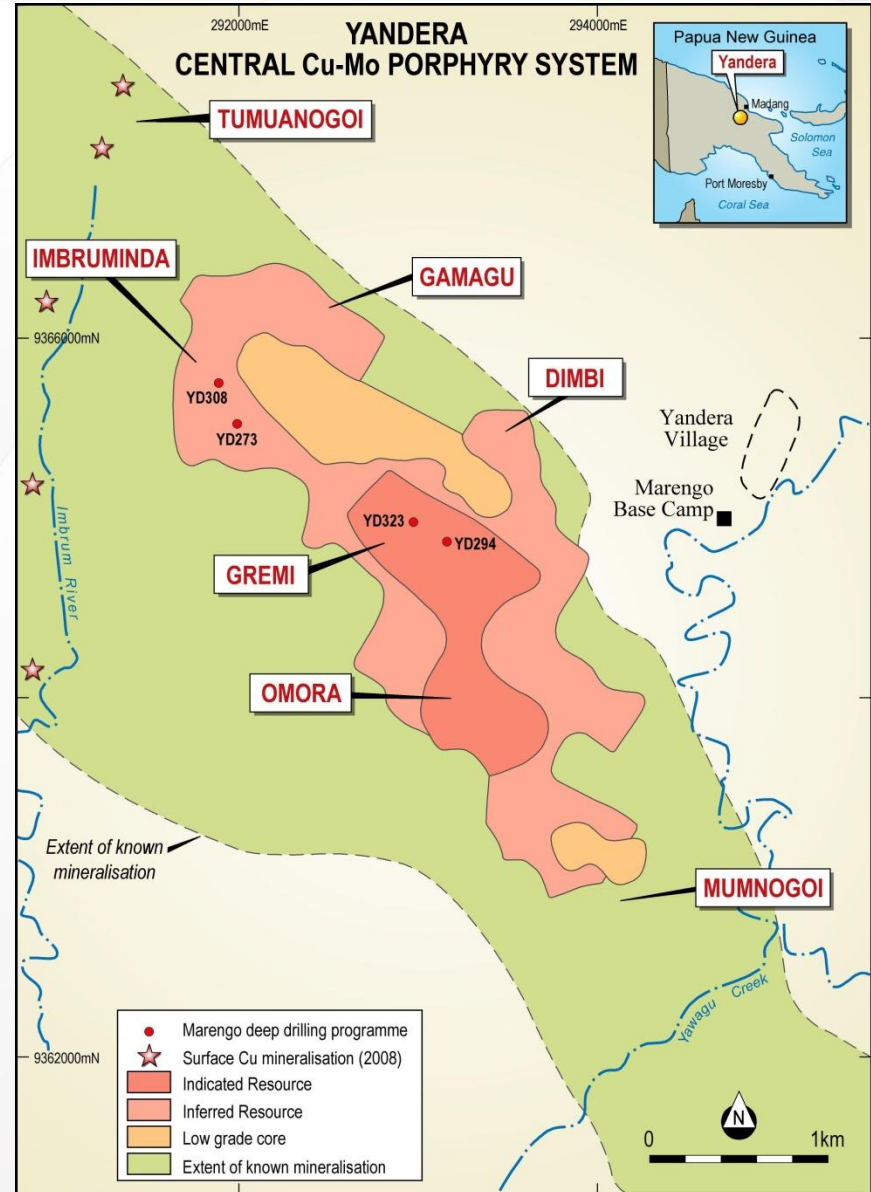 292000mE
294000mE
YANDERA
CENTRAL Cu-Mo PORPHYRY SYSTEM
Papua New Guinea
Yandera
Madang
Solomon
Sea
Port Moresby
Coral Sea
TUMUANOGOI
IMBRUMINDA
GAMAGU
9366000mN
DIMBI
YD308
YD273
Yandera
Village
Marengo
Base Camp
YD323
YD294
GREMI
Imbrum River
OMORA
Extent of known
mineralisation
MUMNOGOI
Yawagu Creek
9362000mN
Marengo deep drilling programme
Surface Cu mineralisation (2008)
Indicated Resource
Inferred Resource
Low grade core
Extent of known mineralisation
N
0 1km